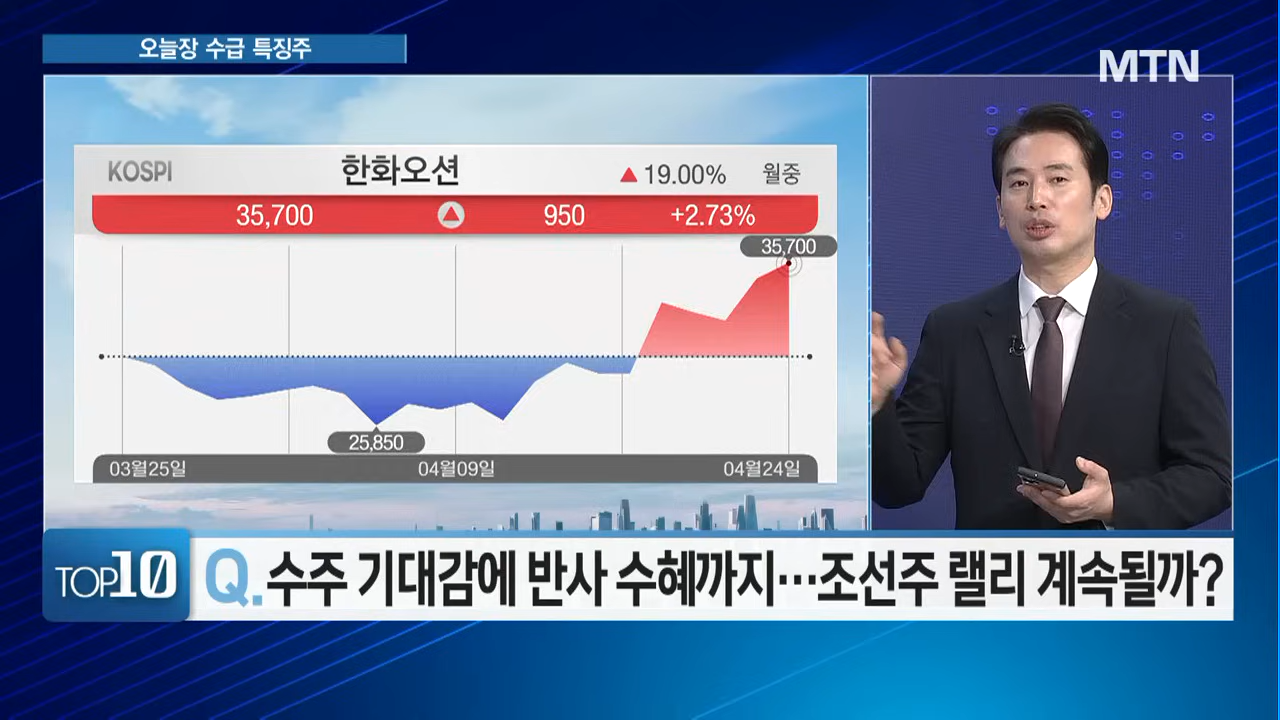 오늘장 수급 특징주
MTN
KOSPI 한화오션 ▲ 19.00% 월중
35,700 ▲ 950 +2.73%
35,700
25,850
03월25일 04월09일 04월24일
TOP10 Q. 수주 기대감에 반사 수혜까지…조선주 랠리 계속될까?